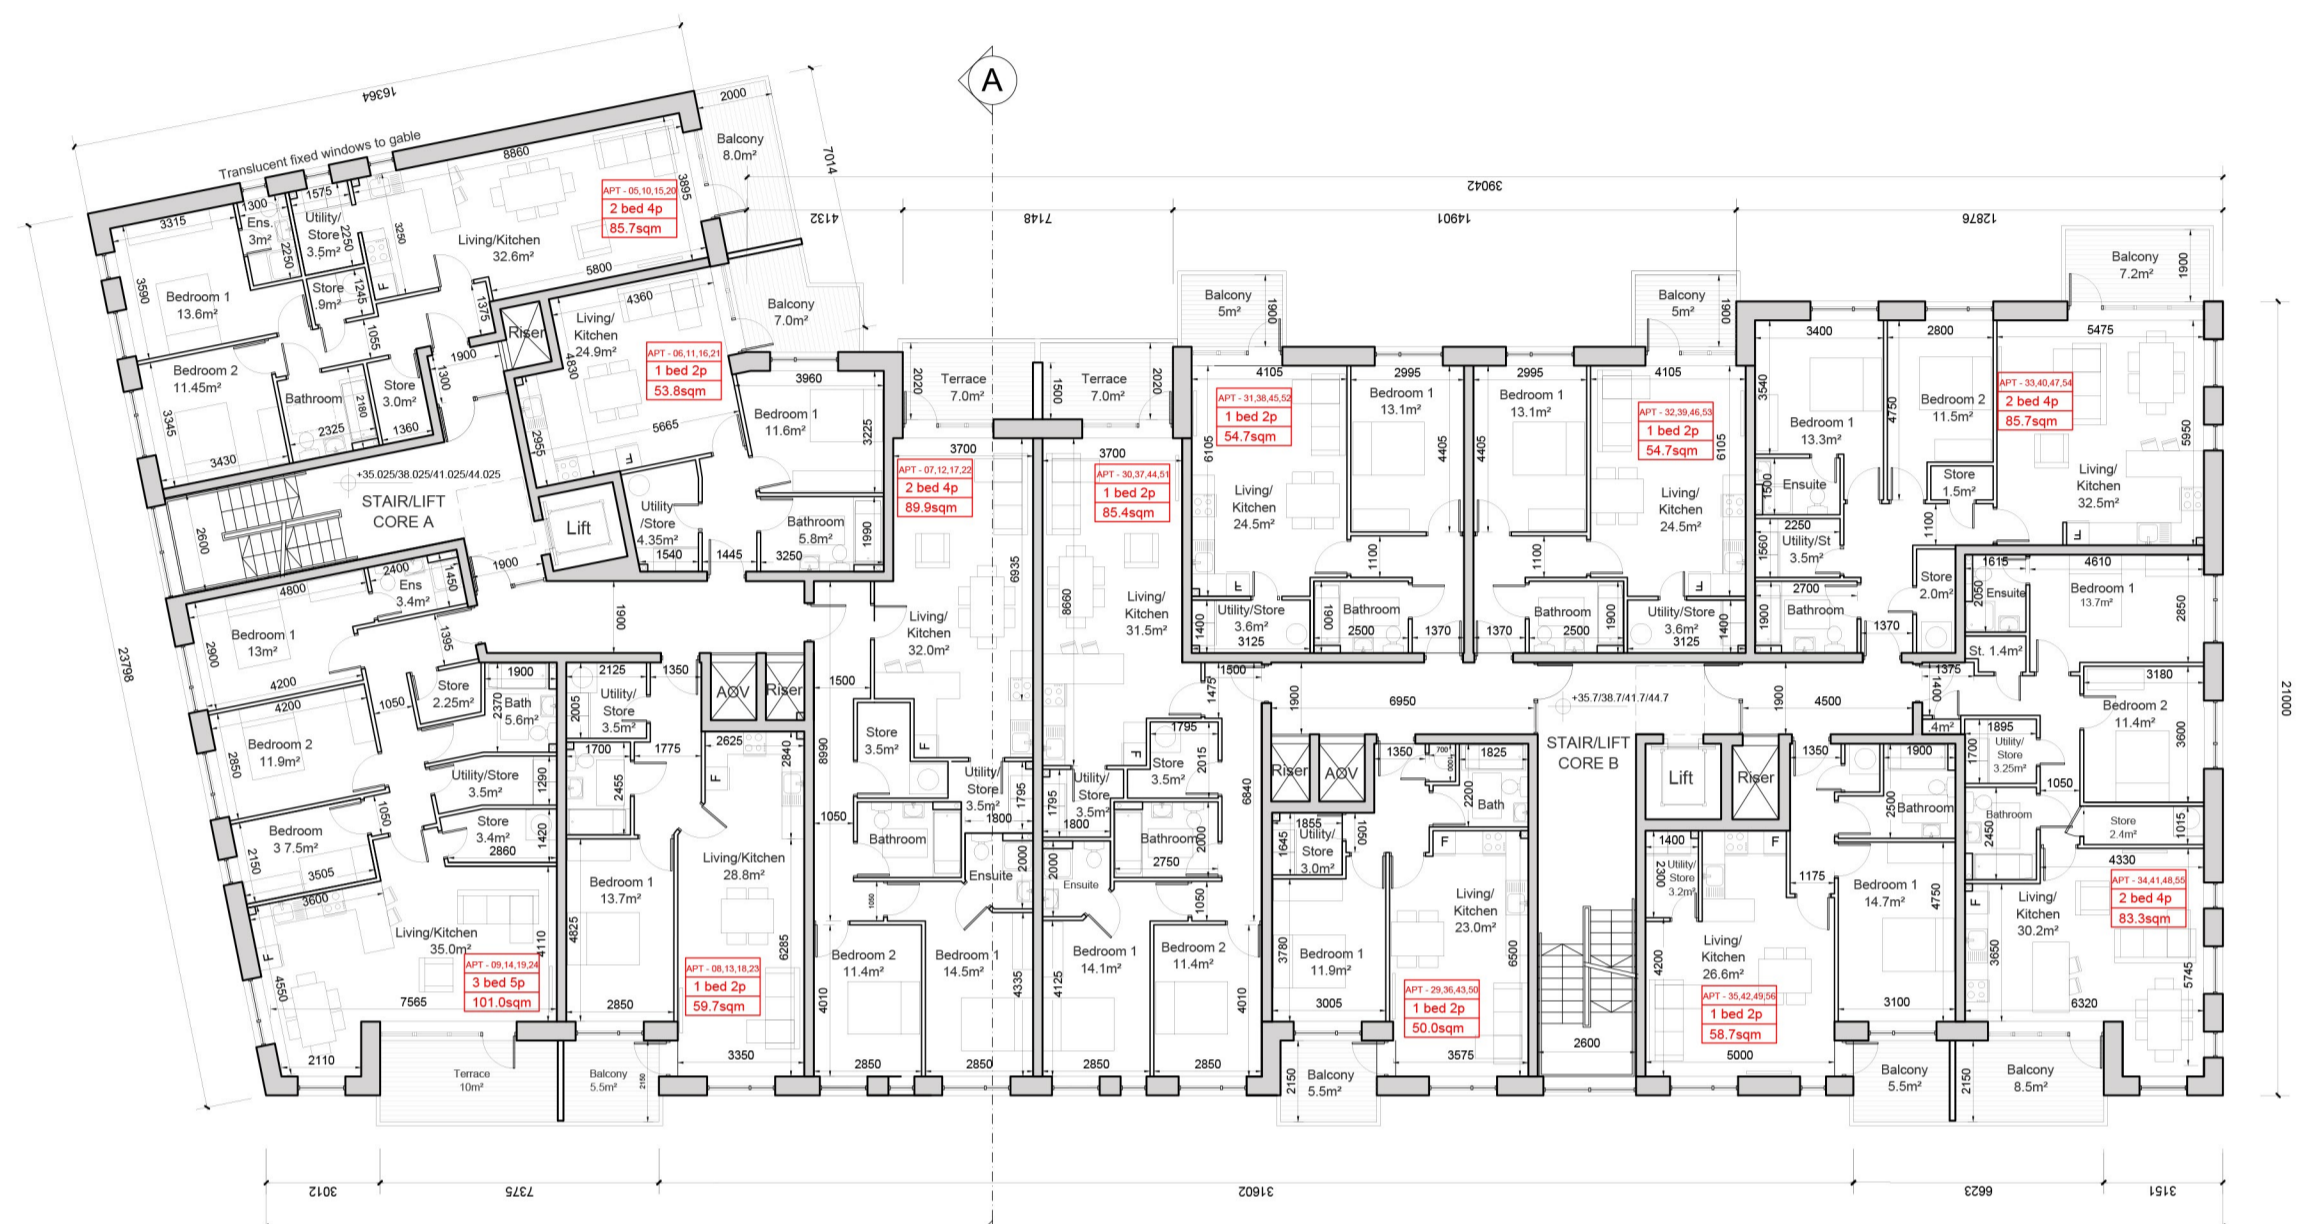 16364
2000
Balcony
8.0m²
7014
A
Translucent fixed windows to gable
8860
3895
1575
1300
3315
Ens.
3m²
2250
Utility/
Store
3.5m²
2250
3250
APT - 05,10,15,20
2 bed 4p
85.7sqm
Living/Kitchen
32.6m²
5800
F
3590
Bedroom 1
13.6m²
Store
.9m²
1245
1375
1055
1900
1300
Riser
39042
4132
7148
14901
12876
Balcony
7.0m²
4360
Living/
Kitchen
24.9m²
4830
APT - 06,11,16,21
1 bed 2p
53.8sqm
5665
2955
F
Bedroom 2
11.45m²
3345
3430
Bathroom
2180
2325
Store
3.0m²
1360
3960
Bedroom 1
11.6m²
3225
2020
Terrace
7.0m²
1500
Terrace
7.0m²
2020
Balcony
5m²
1900
Balcony
5m²
1900
Balcony
7.2m²
1900
+35.025/38.025/41.025/44.025
STAIR/LIFT
CORE A
2600
Lift
1900
Utility
/Store
4.35m²
1540
1445
Bathroom
5.8m²
3250
1990
3700
APT - 07,12,17,22
2 bed 4p
89.9sqm
6935
Living/
Kitchen
32.0m²
3700
APT - 30,37,44,51
1 bed 2p
85.4sqm
8660
Living/
Kitchen
31.5m²
4105
APT - 31,38,45,52
1 bed 2p
54.7sqm
6105
Living/
Kitchen
24.5m²
F
2995
Bedroom 1
13.1m²
4405
1100
2995
Bedroom 1
13.1m²
4405
1100
4105
APT - 32,39,46,53
1 bed 2p
54.7sqm
6105
Living/
Kitchen
24.5m²
F
Utility/Store
3.6m²
1400
3125
Bathroom
1900
2500
1370
1370
Bathroom
1900
2500
Utility/Store
3.6m²
1400
3125
3400
3540
Bedroom 1
13.3m²
2800
4750
Bedroom 2
11.5m²
5475
APT - 33,40,47,54
2 bed 4p
85.7sqm
5950
Living/
Kitchen
32.5m²
F
Store
1.5m²
1100
1500
Ensuite
2250
Utility/St
3.5m²
1560
2700
1900
Bathroom
1370
Store
2.0m²
1615
4610
Bedroom 1
13.7m²
2050
Ensuite
2850
St. 1.4m²
1375
1400
3180
Bedroom 2
11.4m²
3600
21000
2400
Ens
3.4m²
1450
4800
Bedroom 1
13m²
2900
4200
1395
1900
23798
4200
Bedroom 2
11.9m²
2850
1050
Store
2.25m²
1900
2370
Bath
5.6m²
2125
2005
Utility/
Store
3.5m²
1350
AOV
Riser
1500
Store
3.5m²
F
8990
1700
2455
1775
2625
2840
F
Utility/Store
3.5m²
1290
Store
3.4m²
1420
2860
1050
Bedroom
3 7.5m²
2150
3505
3600
Living/Kitchen
35.0m²
4110
F
4550
APT - 09,14,19,24
3 bed 5p
101.0sqm
7565
2110
Bedroom 1
13.7m²
4825
2850
Living/Kitchen
28.8m²
6285
APT - 08,13,18,23
1 bed 2p
59.7sqm
3350
Terrace
10m²
Balcony
5.5m²
2150
1050
Bathroom
Utility/
Store
3.5m²
1795
1800
Ensuite
2000
1050
Bedroom 2
11.4m²
4010
2850
Bedroom 1
14.5m²
4335
2850
1500
1475
F
1795
Store
3.5m²
2015
6840
1795
Utility/
Store
3.5m²
1800
Bathroom
2000
2750
2000
Ensuite
1050
Bedroom 1
14.1m²
4125
2850
Bedroom 2
11.4m²
4010
2850
1900
6950
+35.7/38.7/41.7/44.7
STAIR/LIFT
CORE B
1900
4500
Riser
AOV
1350
700
1000
1825
2200
Bath
Lift
Riser
1350
1900
2500
Bathroom
.4m²
1895
1700
Utility/
Store
3.25m²
1050
2450
Bathroom
Store
2.4m²
1015
4330
1855
1645
Utility/
Store
3.0m²
1050
F
3780
Bedroom 1
11.9m²
3005
Living/
Kitchen
23.0m²
6500
APT - 29,36,43,50
1 bed 2p
50.0sqm
3575
Balcony
5.5m²
2150
2600
1400
2300
Utility/
Store
3.2m²
F
1175
4200
Living/
Kitchen
26.6m²
APT - 35,42,49,56
1 bed 2p
58.7sqm
5000
Bedroom 1
14.7m²
4750
3100
F
Living/
Kitchen
30.2m²
3650
APT - 34,41,48,55
2 bed 4p
83.3sqm
5745
6320
Balcony
5.5m²
2150
Balcony
8.5m²
3012
7375
31602
6623
3151